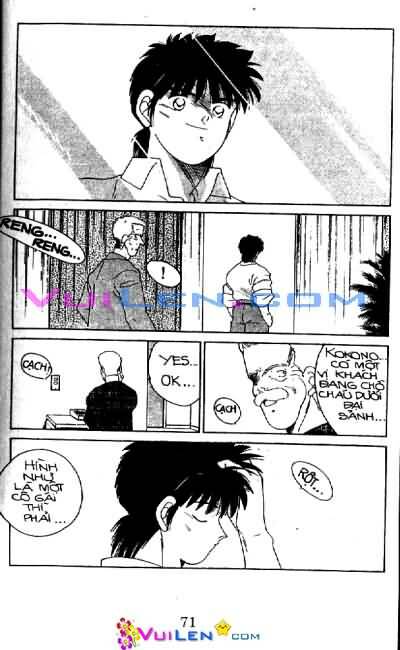 RENG...
RENG...
!
VUILEN.COM
CẠCH!
YES...
OK...
CẠCH
KOKONO...
CÓ MỘT
VỊ KHÁCH
ĐANG CHỜ
CHÁU DƯỚI
ĐẠI
SẢNH...
HÌNH
NHƯ
LÀ MỘT
CÔ GÁI
THÌ
PHẢI...
RỘT...
71
VUILEN.COM